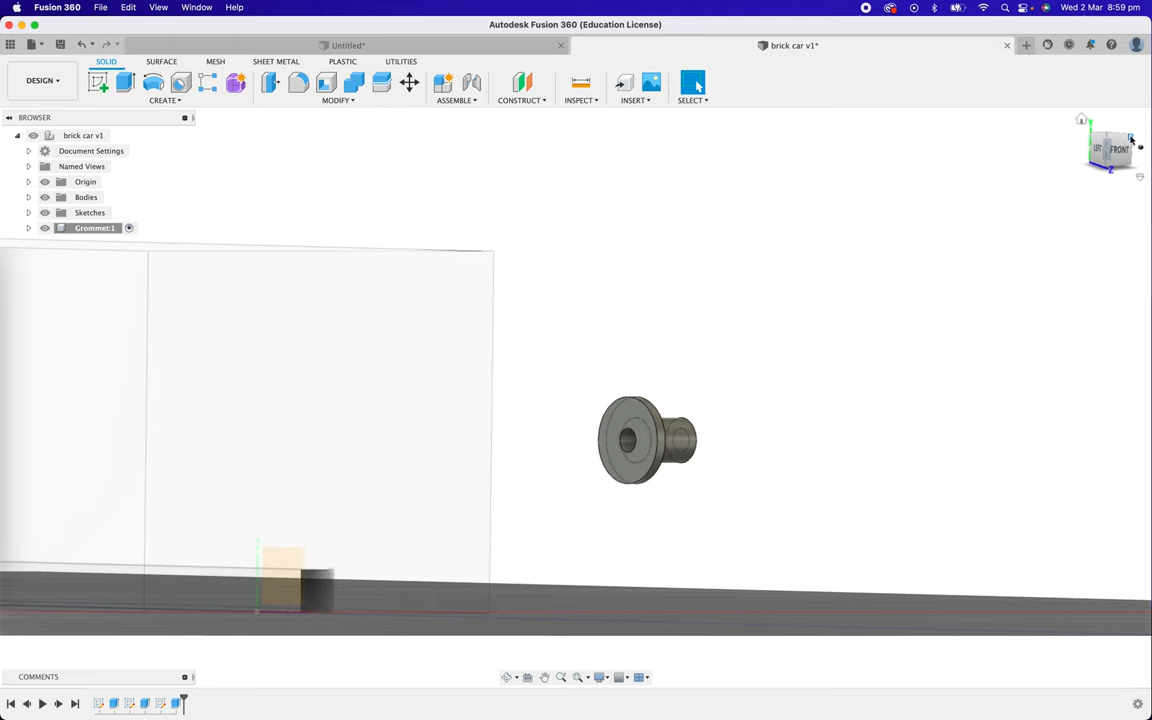 Fusion 360 File Edit View Window Help Wed 2 Mar 8:59 pm
Autodesk Fusion 360 (Education License)
Untitled* brick car v1*
SOLID SURFACE MESH SHEET METAL PLASTIC UTILITIES
DESIGN
CREATE MODIFY ASSEMBLE CONSTRUCT INSPECT INSERT SELECT
BROWSER
brick car v1
Document Settings
Named Views
Origin
Bodies
Sketches
Grommet:1
Y
LEFT FRONT
Z
COMMENTS